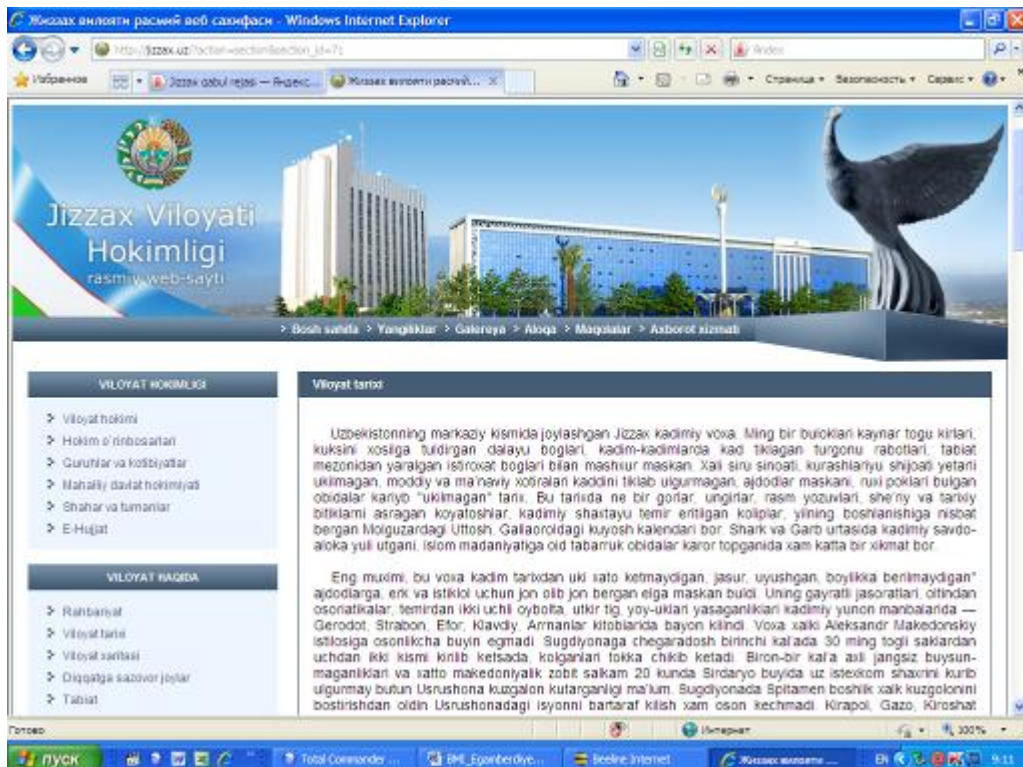 Жиззах вилояти расмий веб сахифаси - Windows Internet Explorer
http://jizzax.uz/?action=section&section_id=71
Яндекс
Избранное
Jizzax qabul rejasi — Яндекс...
Жиззах вилояти расмий...
Страница
Безопасность
Сервис
Jizzax Viloyati
Hokimligi
rasmiy web-sayti
> Bosh sahifa > Yangiliklar > Galereya > Aloqa > Maqolalar > Axborot xizmati
VILOYAT HOKIMLIGI
Viloyat hokimi
Hokim o`rinbosarlari
Guruhlar va kotibiyatlar
Mahalliy davlat hokimiyati
Shahar va tumanlar
E-Hujjat
VILOYAT HAQIDA
Rahbariyat
Viloyat tarixi
Viloyat xaritasi
Diqqatga sazovor joylar
Tabiat
Viloyat tarixi
Uzbekistonning markaziy kismida joylashgan Jizzax kadimiy voxa. Ming bir buloklari kaynar togu kirlari,
kuksini xosilga tuldirgan dalayu boglari, kadim-kadimlarda kad tiklagan turgonu rabotlari, tabiat
mezonidan yaralgan istiroxat boglari bilan mashxur maskan. Xali siru sinoati, kurashlariyu shijoati yetarli
ukilmagan, moddiy va ma'naviy xotiralari kaddini tiklab ulgurmagan, ajdodlar maskani, ruxi poklari bulgan
obidalar kariyb "ukilmagan" tarix. Bu tarixda ne bir gorlar, ungirlar, rasm yozuvlari, she'riy va tarixiy
bitiklarni asragan koyatoshlar, kadimiy shaxtayu temir eritilgan koliplar, yilning boshlanishiga nisbat
bergan Molguzardagi Uttosh, Gallaoroldagi kuyosh kalendari bor. Shark va Garb urtasida kadimiy savdo-
aloka yuli utgani, islom madaniyatiga oid tabarruk obidalar karor topganida xam katta bir xikmat bor.
Eng muximi, bu voxa kadim tarixdan uki xato ketmaydigan, jasur, uyushgan, boylikka berilmaydigan"
ajdodlarga, erk va istiklol uchun jon olib jon bergan elga maskan buldi. Uning gayratli jasoratlari, oltindan
osoriatikalar, temirdan ikki uchli oybolta, utkir tig, yoy-uklari yasaganliklari kadimiy yunon manbalarida —
Gerodot, Strabon, Efor, Klavdiy, Arrnanlar kitoblarida bayon kilindi. Voxa xalki Aleksandr Makedonskiy
istilosiga osonlikcha buyin egmadi. Sugdiyonaga chegaradosh birinchi kal'ada 30 ming togli saklardan
uchdan ikki kismi kirilib ketsada, kolganlari tokka chikib ketadi. Biron-bir kal'a axli jangsiz buysun-
maganliklari va xatto makedoniyalik zobit salkam 20 kunda Sirdaryo buyida uz istexkom shaxrini kurib
ulgurmay butun Usrushona kuzgalon kutarganligi ma'lum. Sugdiyonada Spitamen boshlik xalk kuzgolonini
bostirishdan oldin Usrushonadagi isyonni bartaraf kilish xam oson kechmadi. Kirapol, Gazo, Kiroshat
Готово
Интернет
100%
пуск
Total Commander ...
BMI_Egamberdiye...
Beeline Internet
Жиззах вилояти ...
EN
9:11